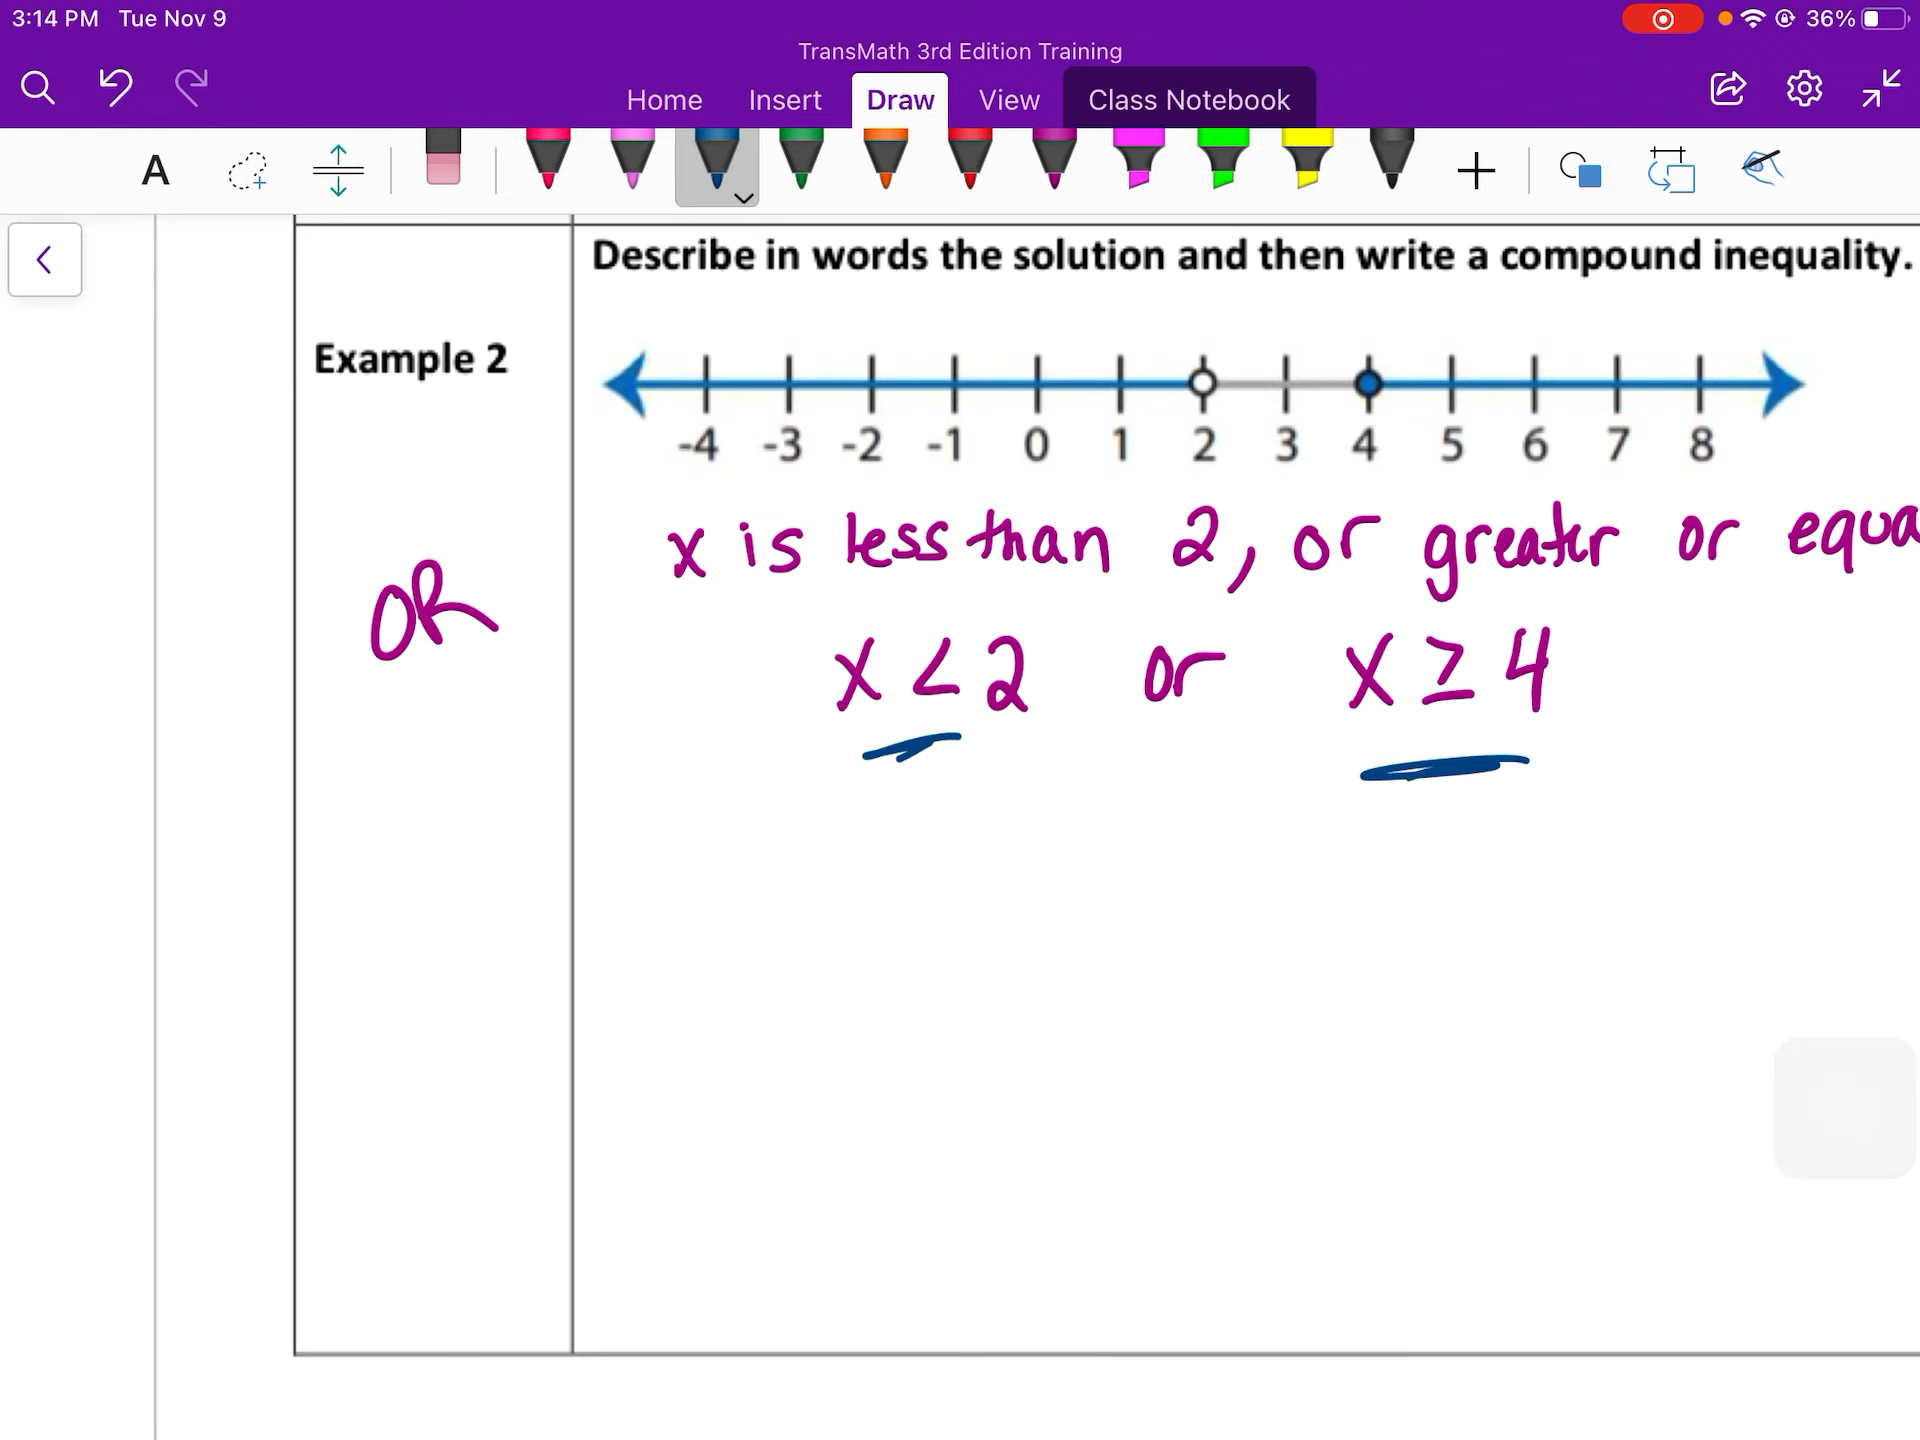 3:14 PM Tue Nov 9
36%
TransMath 3rd Edition Training
Home Insert Draw View Class Notebook
A
Describe in words the solution and then write a compound inequality.
Example 2
-4 -3 -2 -1 0 1 2 3 4 5 6 7 8
x is less than 2, or greater or equa
OR
x < 2 or x ≥ 4